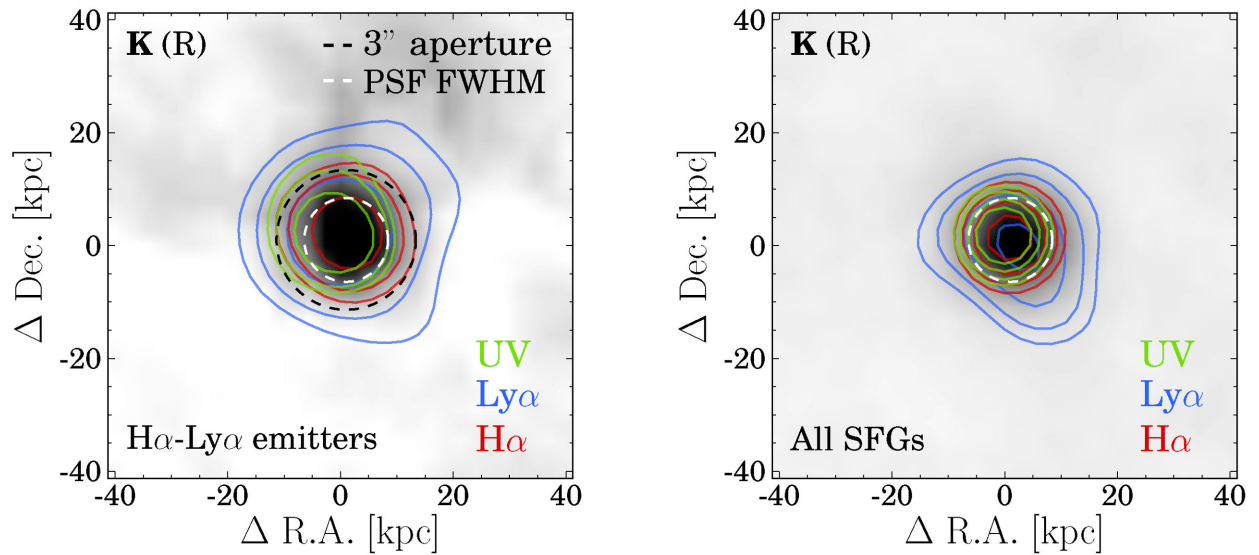 K (R)
3” aperture
PSF FWHM
UV
Lyα
Hα
Hα-Lyα emitters
40
20
0
-20
-40
-40 -20 0 20 40
Δ Dec. [kpc]
Δ R.A. [kpc]
K (R)
UV
Lyα
Hα
All SFGs
40
20
0
-20
-40
-40 -20 0 20 40
Δ Dec. [kpc]
Δ R.A. [kpc]